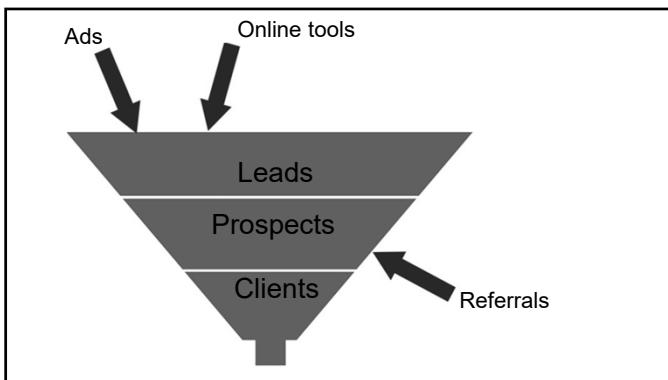 Ads
Online tools
Leads
Prospects
Clients
Referrals